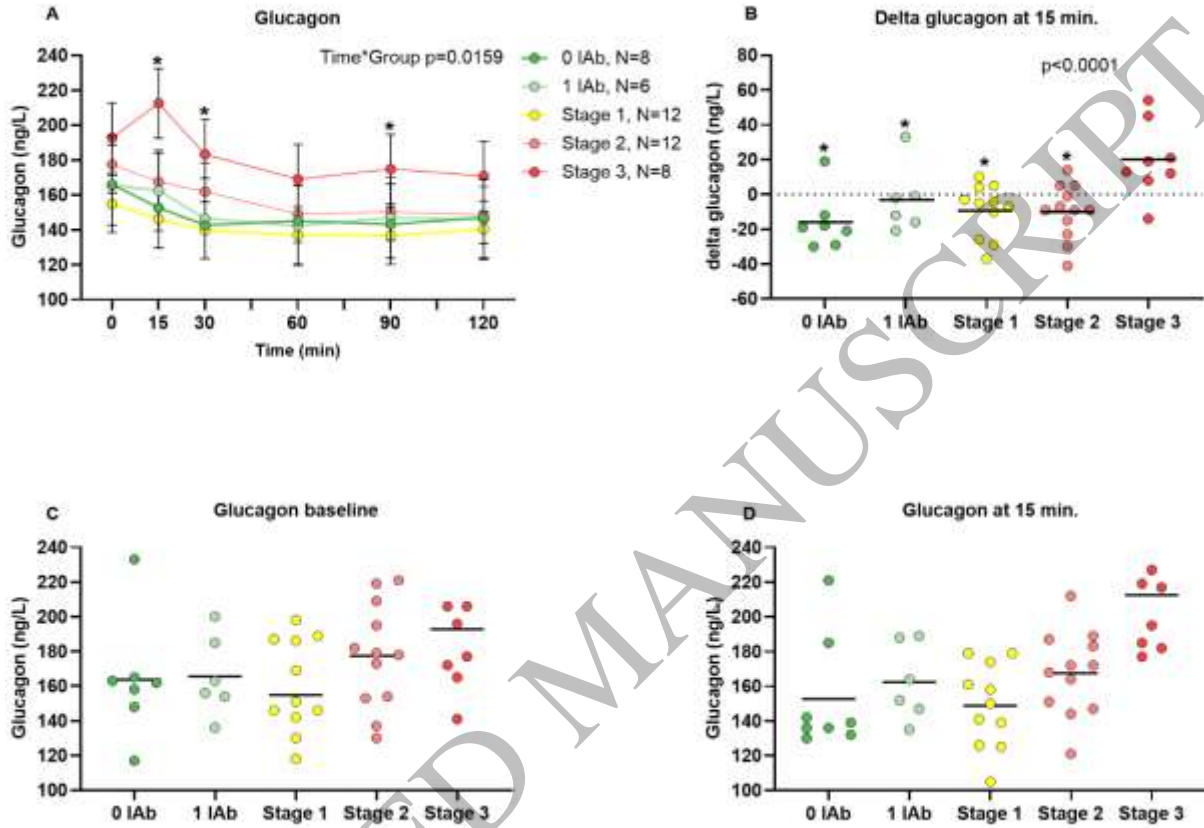 A
Glucagon
Time*Group p=0.0159
*
*
*
240
220
200
180
160
140
120
100
Glucagon (ng/L)
0
15
30
60
90
120
Time (min)
0 IAb, N=8
1 IAb, N=6
Stage 1, N=12
Stage 2, N=12
Stage 3, N=8
B
Delta glucagon at 15 min.
p<0.0001
*
*
*
*
80
60
40
20
0
-20
-40
-60
delta glucagon (ng/L)
0 IAb
1 IAb
Stage 1
Stage 2
Stage 3
C
Glucagon baseline
240
220
200
180
160
140
120
100
Glucagon (ng/L)
0 IAb
1 IAb
Stage 1
Stage 2
Stage 3
D
Glucagon at 15 min.
240
220
200
180
160
140
120
100
Glucagon (ng/L)
0 IAb
1 IAb
Stage 1
Stage 2
Stage 3
ED MANUSCRIPT